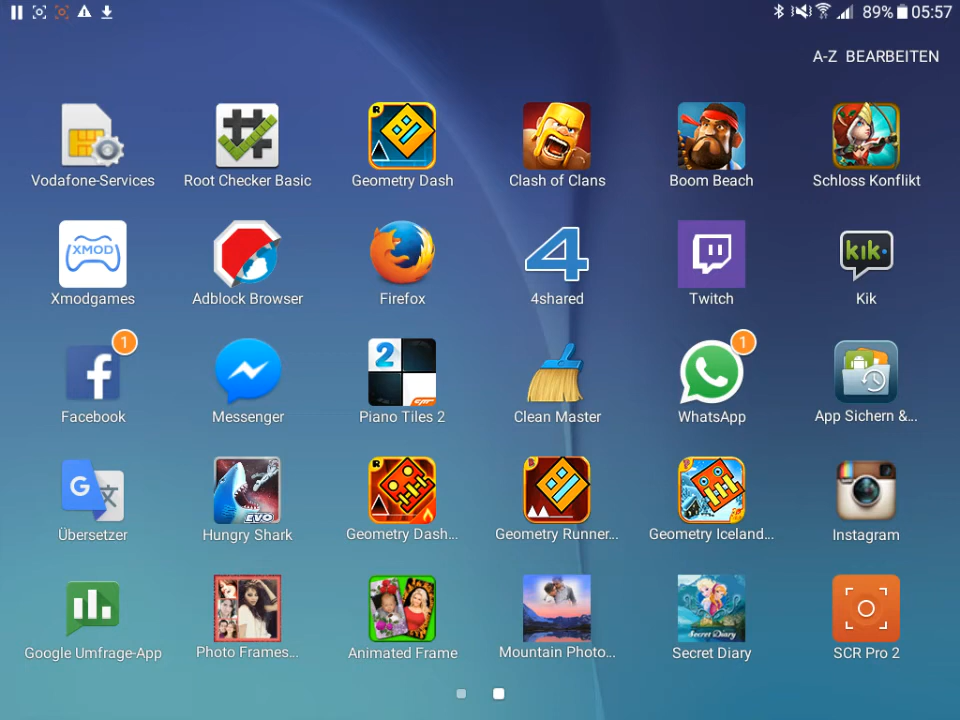 89% 05:57
A-Z BEARBEITEN
Vodafone-Services
Root Checker Basic
Geometry Dash
Clash of Clans
Boom Beach
Schloss Konflikt
XMOD
4
kik
Xmodgames
Adblock Browser
Firefox
4shared
Twitch
Kik
1
2
1
Facebook
Messenger
Piano Tiles 2
Clean Master
WhatsApp
App Sichern &...
G
EVO
Übersetzer
Hungry Shark
Geometry Dash...
Geometry Runner...
Geometry Iceland...
Instagram
Secret Diary
Google Umfrage-App
Photo Frames...
Animated Frame
Mountain Photo...
Secret Diary
SCR Pro 2